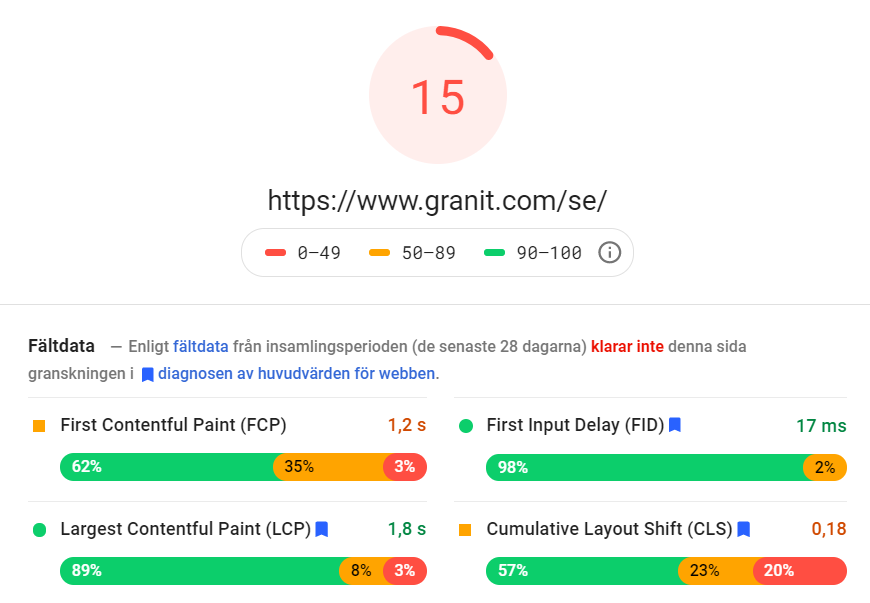 15
https://www.granit.com/se/
0–49 50–89 90–100
Fältdata — Enligt fältdata från insamlingsperioden (de senaste 28 dagarna) klarar inte denna sida
granskningen i diagnosen av huvudvärden för webben.
First Contentful Paint (FCP) 1,2 s
62% 35% 3%
First Input Delay (FID) 17 ms
98% 2%
Largest Contentful Paint (LCP) 1,8 s
89% 8% 3%
Cumulative Layout Shift (CLS) 0,18
57% 23% 20%